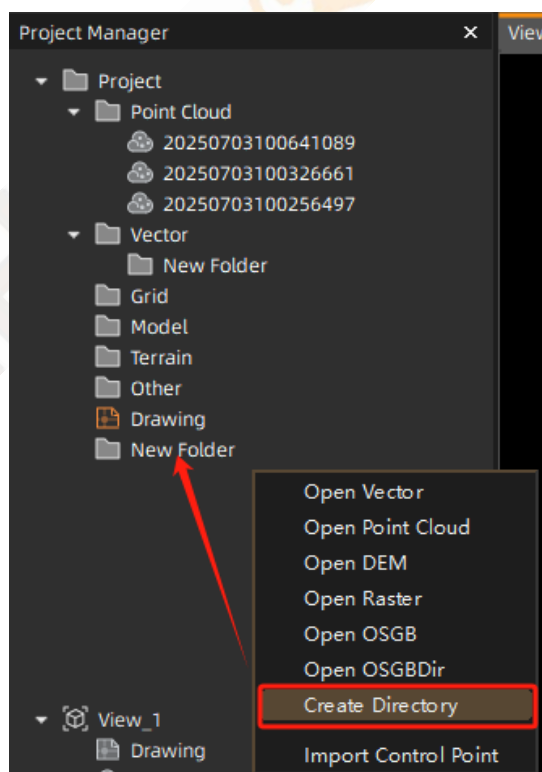 Project Manager
View
Project
Point Cloud
20250703100641089
20250703100326661
20250703100256497
Vector
New Folder
Grid
Model
Terrain
Other
Drawing
New Folder
Open Vector
Open Point Cloud
Open DEM
Open Raster
Open OSGB
Open OSGBDir
Create Directory
Import Control Point
View_1
Drawing